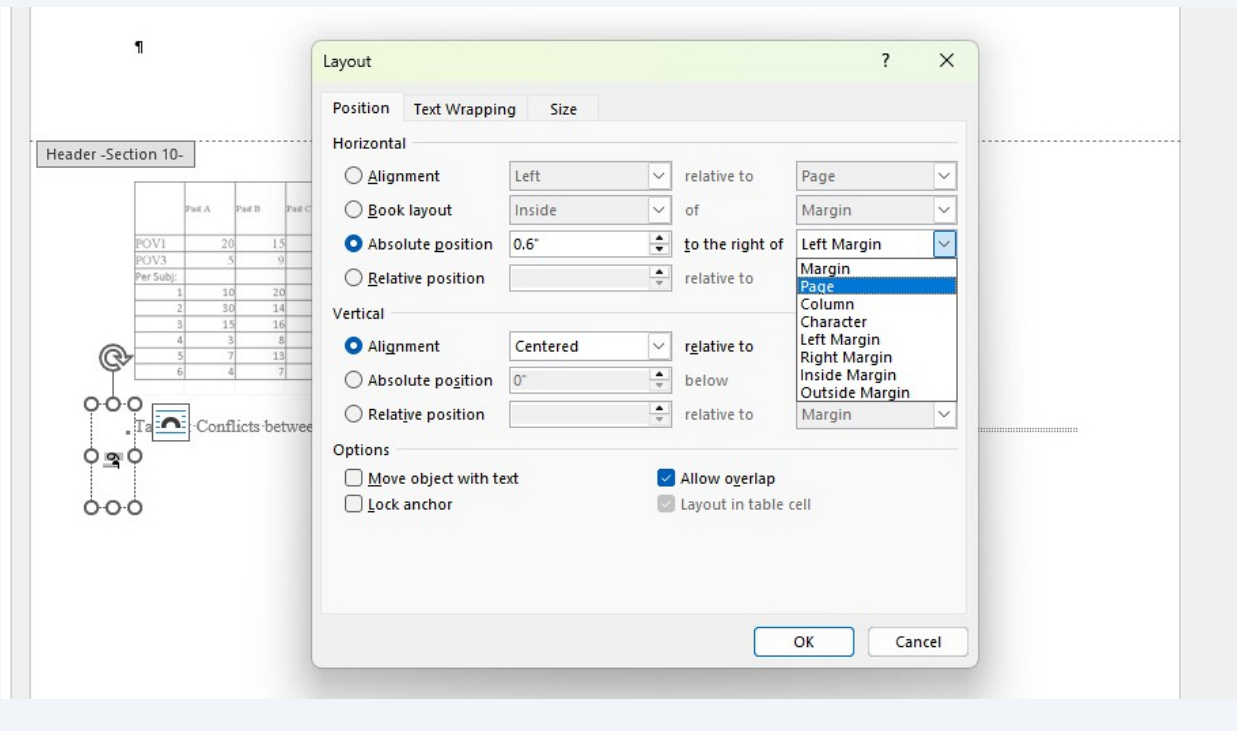 ¶
Layout ?
Position Text Wrapping Size
Horizontal
Alignment Left relative to Page
Book layout Inside of Margin
Absolute position 0.6" to the right of Left Margin
Relative position relative to
Margin
Page
Column
Character
Left Margin
Right Margin
Inside Margin
Outside Margin
Vertical
Alignment Centered relative to
Absolute position 0" below
Relative position relative to Margin
Options
Move object with text Allow overlap
Lock anchor Layout in table cell
OK Cancel
Header -Section 10-
Past A Past B Past C
POV1 20 15
POV3 5 9
Per Subj:
1 10 20
2 30 14
3 15 16
4 3 8
5 7 13
6 4 7
Conflicts betwee